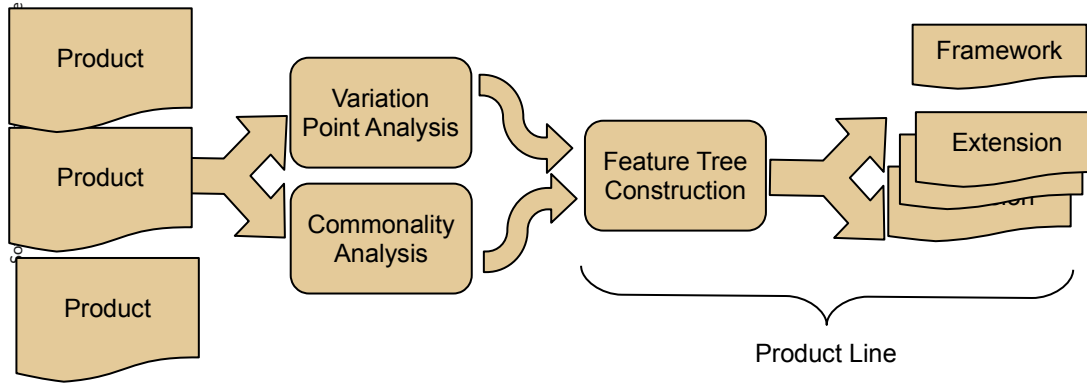 Product
Product
Product
Variation
Point Analysis
Commonality
Analysis
Feature Tree
Construction
Framework
Extension
Product Line